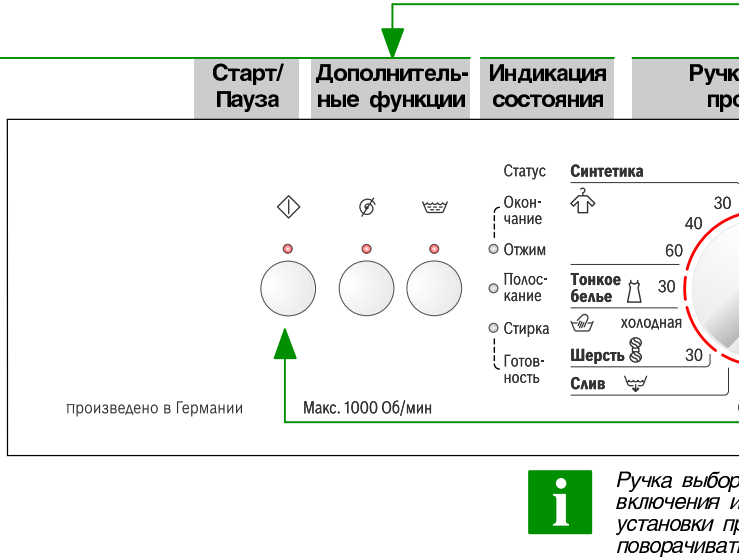 Старт/
Пауза
Дополнитель-
ные функции
Индикация
состояния
Ручк
про
Статус
Окон-
чание
Отжим
Полос-
кание
Стирка
Готов-
ность
Синтетика
30
40
60
Тонкое
белье
30
холодная
Шерсть
30
Слив
произведено в Германии
Макс. 1000 Об/мин
i
Ручка выбор
включения и
установки пр
поворачиват